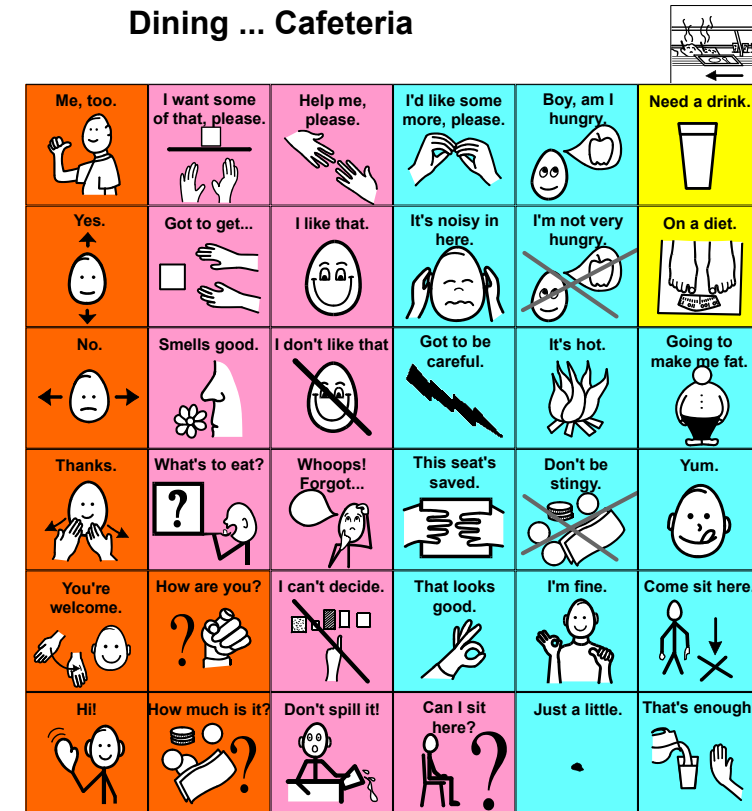 Dining ... Cafeteria
Me, too.
I want some
of that, please.
Help me,
please.
I'd like some
more, please.
Boy, am I
hungry.
Need a drink.
Yes.
Got to get...
I like that.
It's noisy in
here.
I'm not very
hungry.
On a diet.
No.
Smells good.
I don't like that
Got to be
careful.
It's hot.
Going to
make me fat.
Thanks.
What's to eat?
?
Whoops!
Forgot...
This seat's
saved.
Don't be
stingy.
Yum.
You're
welcome.
How are you?
?
I can't decide.
That looks
good.
I'm fine.
Come sit here.
Hi!
How much is it?
?
Don't spill it!
Can I sit
here?
?
Just a little.
That's enough